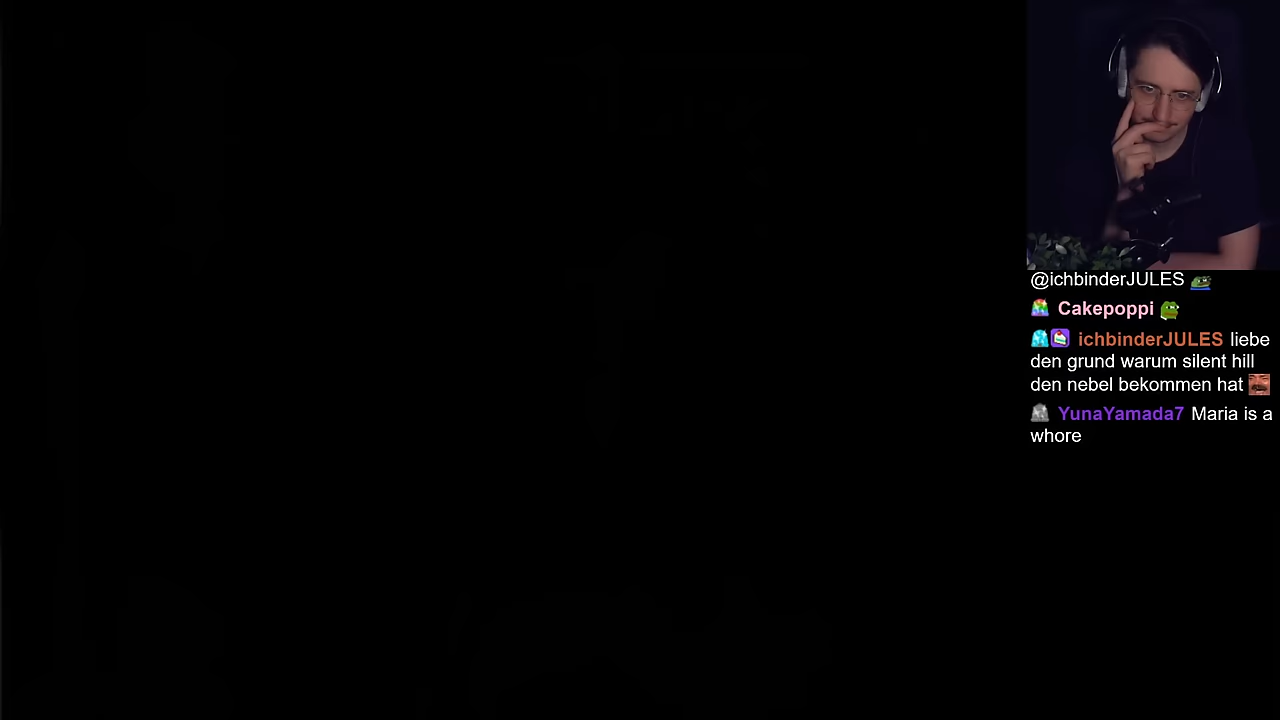 @ichbinderJULES
Cakepoppi
ichbinderJULES liebe
den grund warum silent hill
den nebel bekommen hat
YunaYamada7 Maria is a
whore